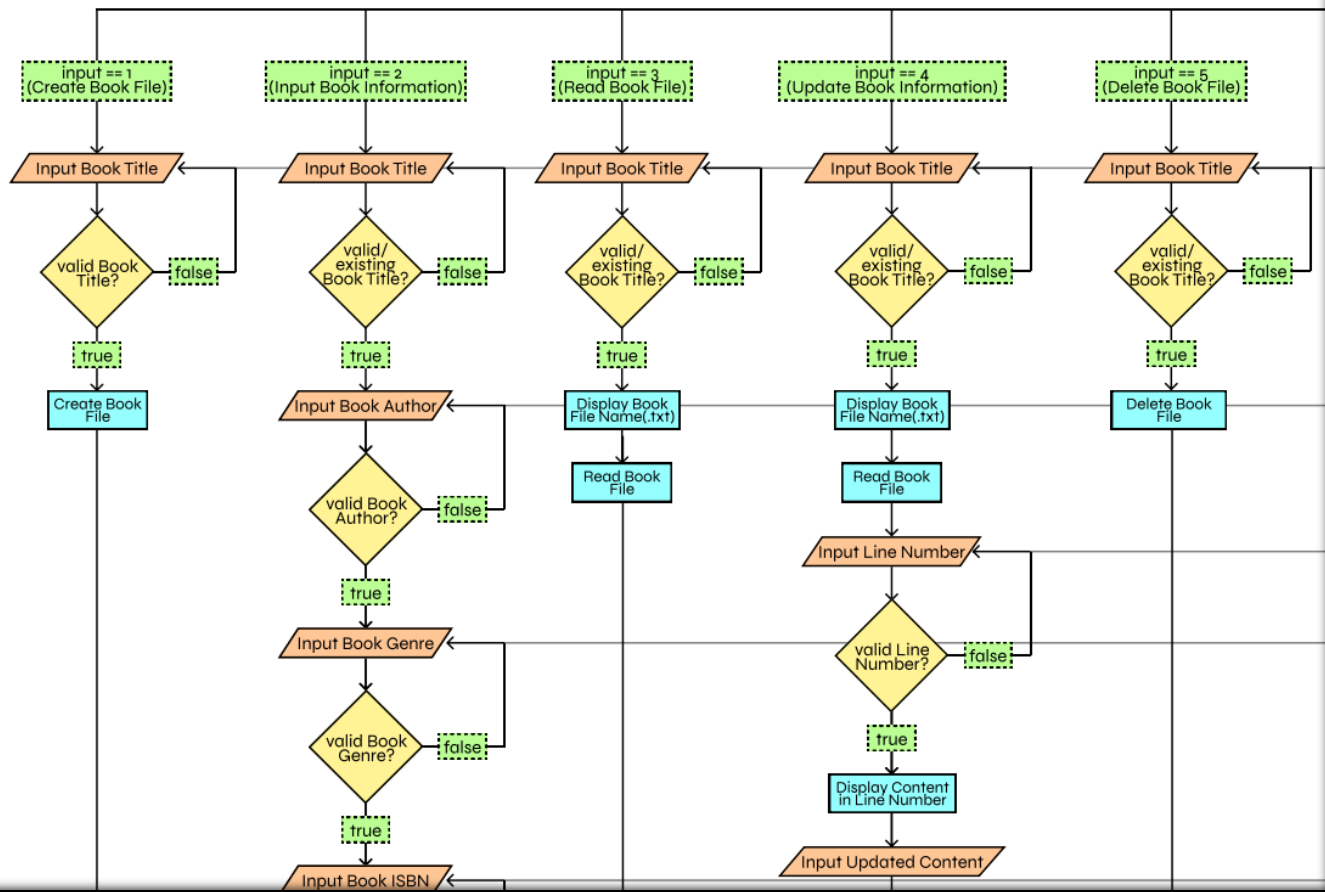 input == 1
(Create Book File)
input == 2
(Input Book Information)
input == 3
(Read Book File)
input == 4
(Update Book Information)
input == 5
(Delete Book File)
Input Book Title
Input Book Title
Input Book Title
Input Book Title
Input Book Title
valid Book
Title?
false
valid/
existing
Book Title?
false
valid/
existing
Book Title?
false
valid/
existing
Book Title?
false
valid/
existing
Book Title?
false
true
true
true
true
true
Create Book
File
Input Book Author
Display Book
File Name(.txt)
Display Book
File Name(.txt)
Delete Book
File
Read Book
File
Read Book
File
valid Book
Author?
false
Input Line Number
true
Input Book Genre
valid Line
Number?
false
valid Book
Genre?
false
true
Display Content
in Line Number
true
Input Updated Content
Input Book ISBN